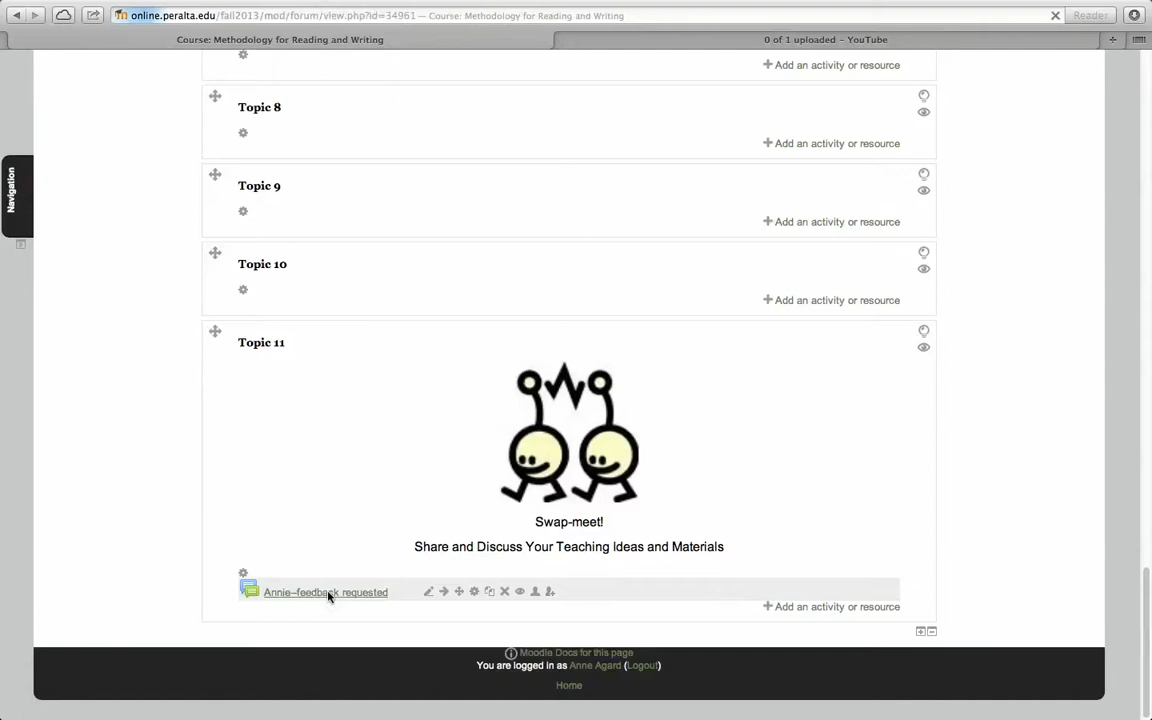 online.peralta.edu/fall2013/mod/forum/view.php?id=34961 — Course: Methodology for Reading and Writing
Reader
Course: Methodology for Reading and Writing
0 of 1 uploaded – YouTube
Add an activity or resource
Topic 8
Add an activity or resource
Navigation
Topic 9
Add an activity or resource
Topic 10
Add an activity or resource
Topic 11
Swap-meet!
Share and Discuss Your Teaching Ideas and Materials
Annie–feedback requested
Add an activity or resource
Moodle Docs for this page
You are logged in as Anne Agard (Logout)
Home